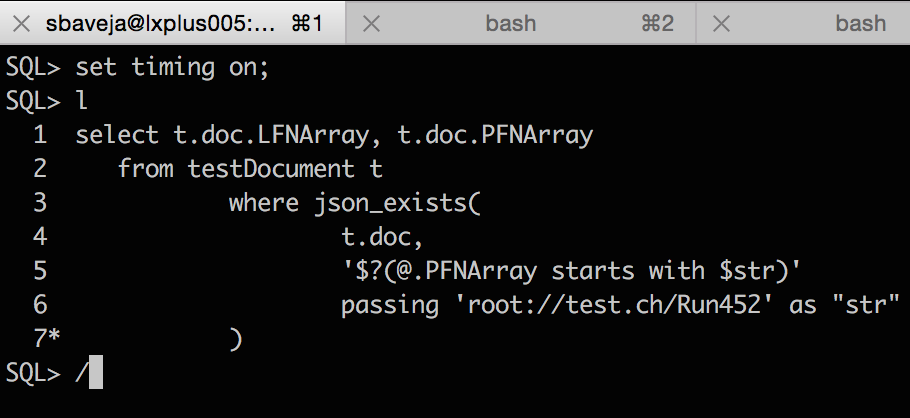 sbaveja@lxplus005:... ⌘1 bash ⌘2 bash
SQL> set timing on;
SQL> l
  1  select t.doc.LFNArray, t.doc.PFNArray
  2     from testDocument t
  3             where json_exists(
  4                     t.doc,
  5                     '$?(@.PFNArray starts with $str)'
  6                     passing 'root://test.ch/Run452' as "str"
  7*            )
SQL> /